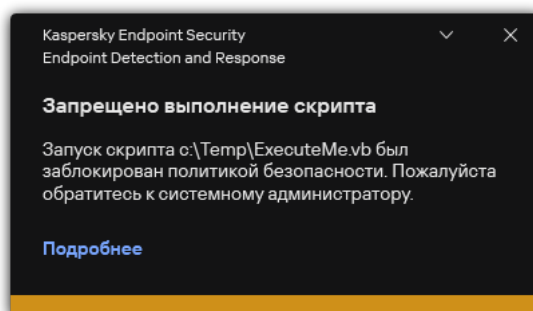 Kaspersky Endpoint Security
Endpoint Detection and Response
Запрещено выполнение скрипта
Запуск скрипта c:\Temp\ExecuteMe.vb был
заблокирован политикой безопасности. Пожалуйста
обратитесь к системному администратору.
Подробнее